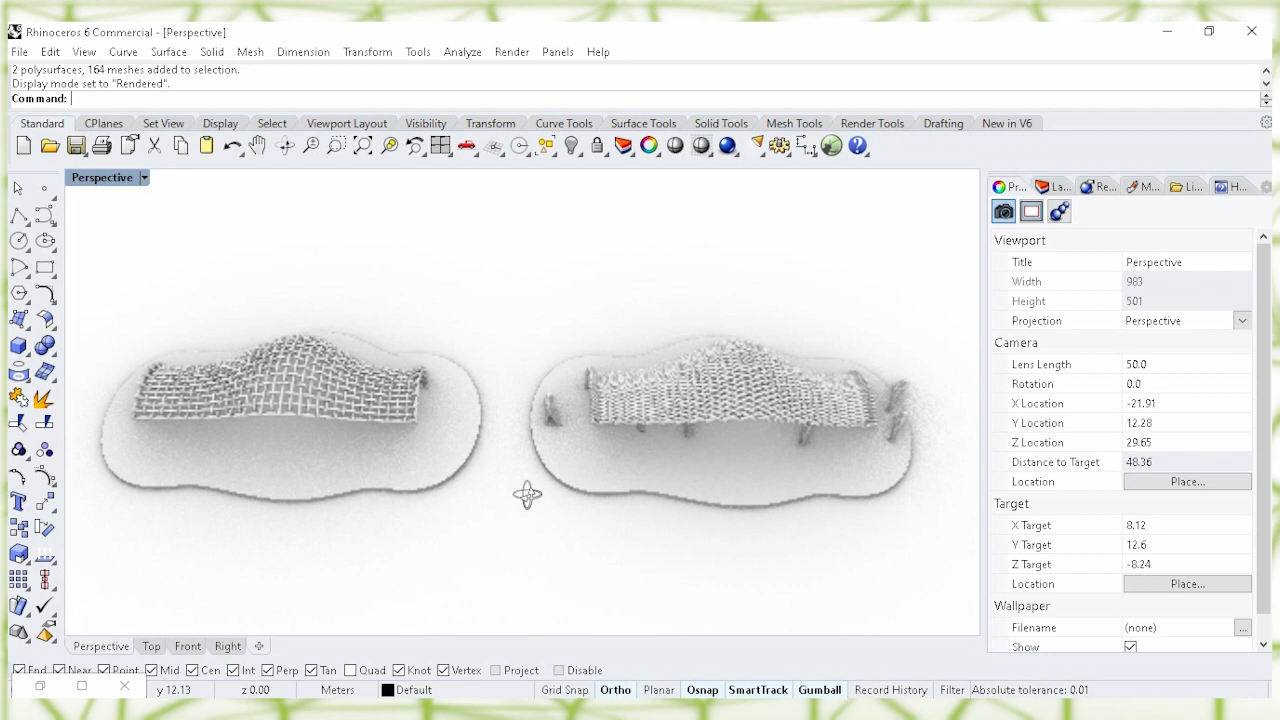 Rhinoceros 6 Commercial - [Perspective]
File Edit View Curve Surface Solid Mesh Dimension Transform Tools Analyze Render Panels Help
2 polysurfaces, 164 meshes added to selection.
Display mode set to "Rendered".
Command:
Standard CPlanes Set View Display Select Viewport Layout Visibility Transform Curve Tools Surface Tools Solid Tools Mesh Tools Render Tools Drafting New in V6
Perspective
Pr... La... Re... M... Li... H...
Viewport
Title Perspective
Width 983
Height 501
Projection Perspective
Camera
Lens Length 50.0
Rotation 0.0
X Location -21.91
Y Location 12.28
Z Location 29.65
Distance to Target 48.36
Location Place...
Target
X Target 8.12
Y Target 12.6
Z Target -8.24
Location Place...
Wallpaper
Filename (none) ...
Show
Perspective Top Front Right
End Near Point Mid Cen Int Perp Tan Quad Knot Vertex Project Disable
y 12.13 z 0.00 Meters Default Grid Snap Ortho Planar Osnap SmartTrack Gumball Record History Filter Absolute tolerance: 0.0